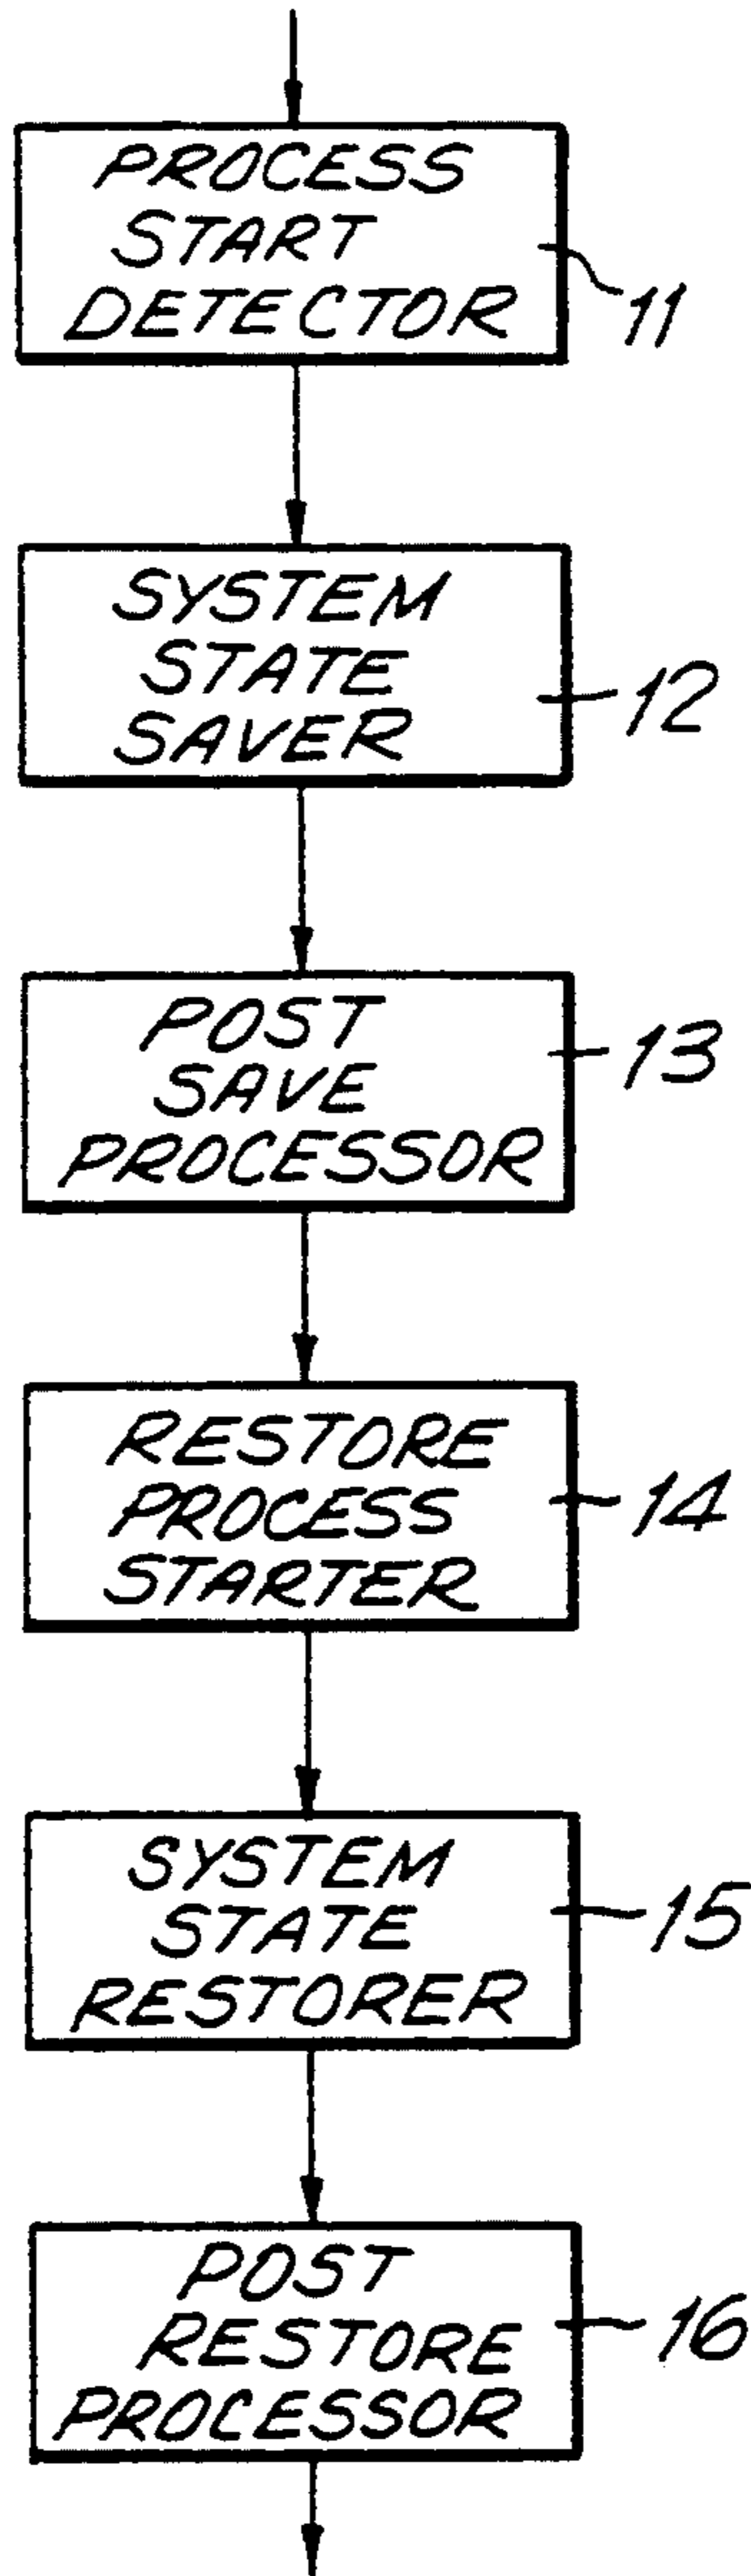 PROCESS
START
DETECTOR
11
SYSTEM
STATE
SAVER
12
POST
SAVE
PROCESSOR
13
RESTORE
PROCESS
STARTER
14
SYSTEM
STATE
RESTORER
15
POST
RESTORE
PROCESSOR
16